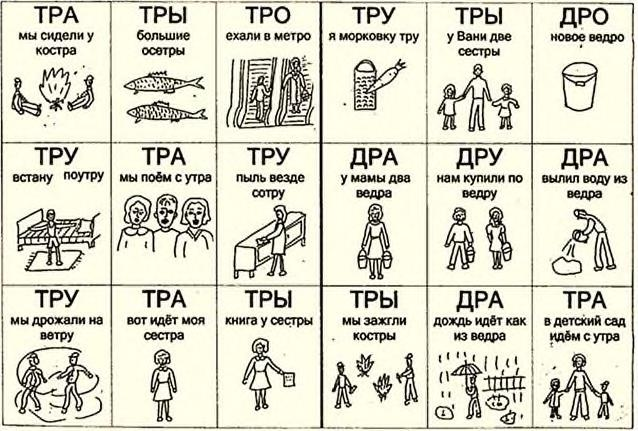 ТРА
мы сидели у
костра
ТРЫ
большие
осетры
ТРО
ехали в метро
ТРУ
я морковку тру
ТРЫ
у Вани две
сестры
ДРО
новое ведро
ТРУ
встану поутру
ТРА
мы поём с утра
ТРУ
пыль везде
сотру
ДРА
у мамы два
ведра
ДРУ
нам купили по
ведру
ДРА
вылил воду из
ведра
ТРУ
мы дрожали на
ветру
ТРА
вот идёт моя
сестра
ТРЫ
книга у сестры
ТРЫ
мы зажгли
костры
ДРА
дождь идёт как
из ведра
ТРА
в детский сад
идём с утра